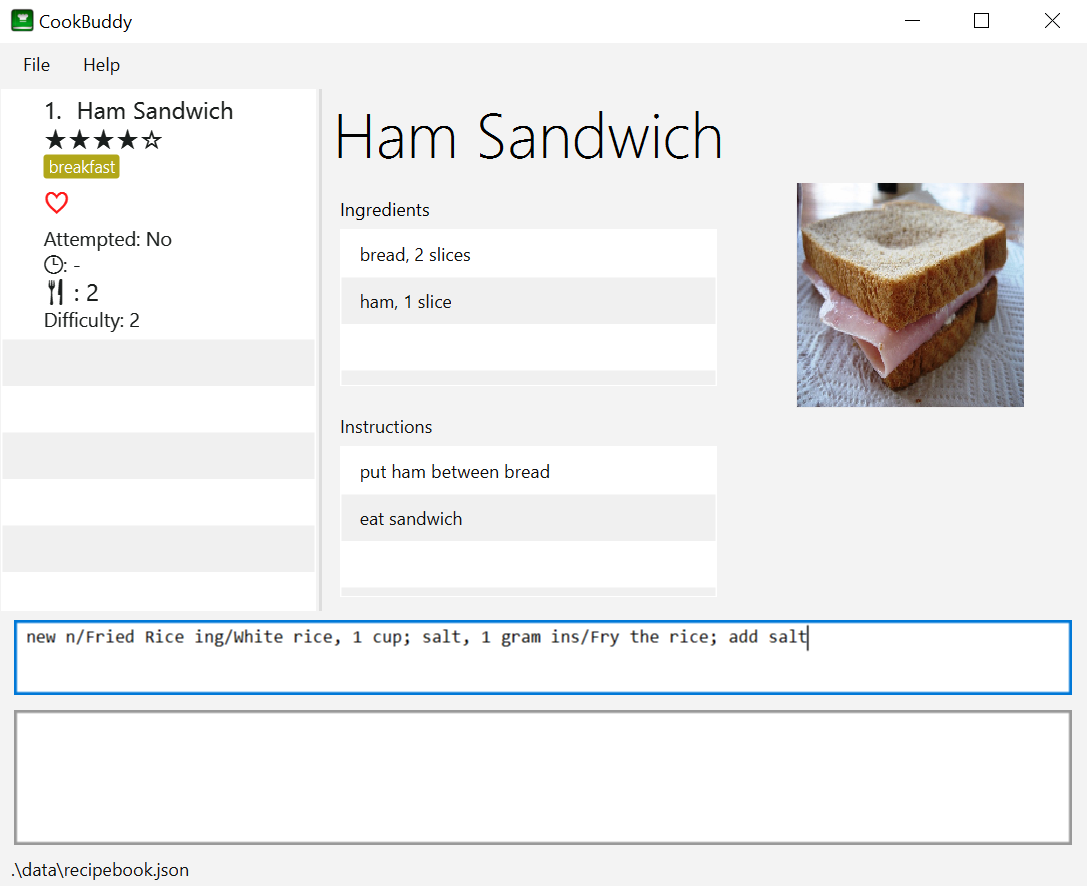 CookBuddy
File Help
1. Ham Sandwich
★★★★☆
breakfast
Attempted: No
: -
: 2
Difficulty: 2
Ham Sandwich
Ingredients
bread, 2 slices
ham, 1 slice
Instructions
put ham between bread
eat sandwich
new n/Fried Rice ing/White rice, 1 cup; salt, 1 gram ins/Fry the rice; add salt
.\data\recipebook.json